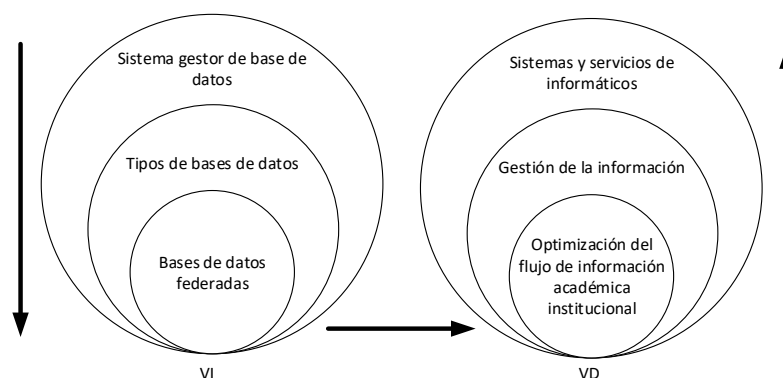 Sistema gestor de base de
datos
Tipos de bases de datos
Bases de datos
federadas
VI
Sistemas y servicios de
informáticos
Gestión de la información
Optimización del
flujo de información
académica
institucional
VD